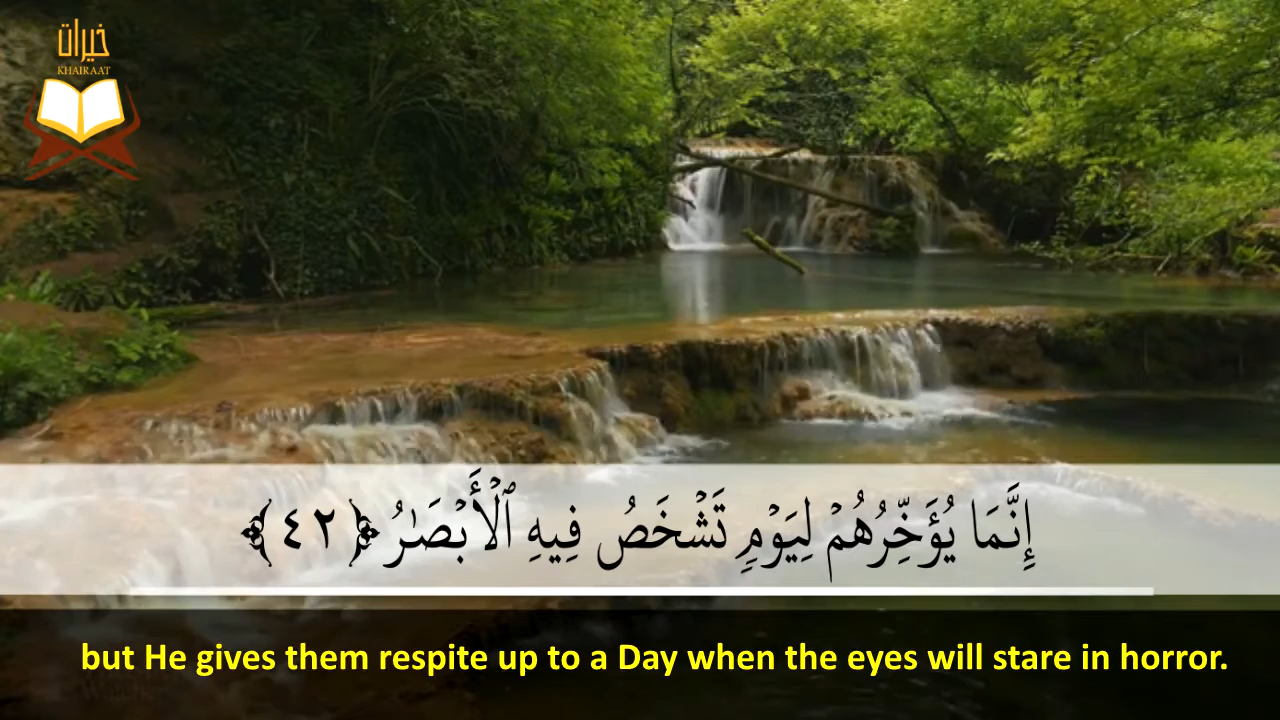 خيرات
KHAIRAAT
إِنَّمَا يُؤَخِّرُهُمْ لِيَوْمٍ تَشْخَصُ فِيهِ ٱلْأَبْصَـٰرُ ﴿٤٢﴾
but He gives them respite up to a Day when the eyes will stare in horror.